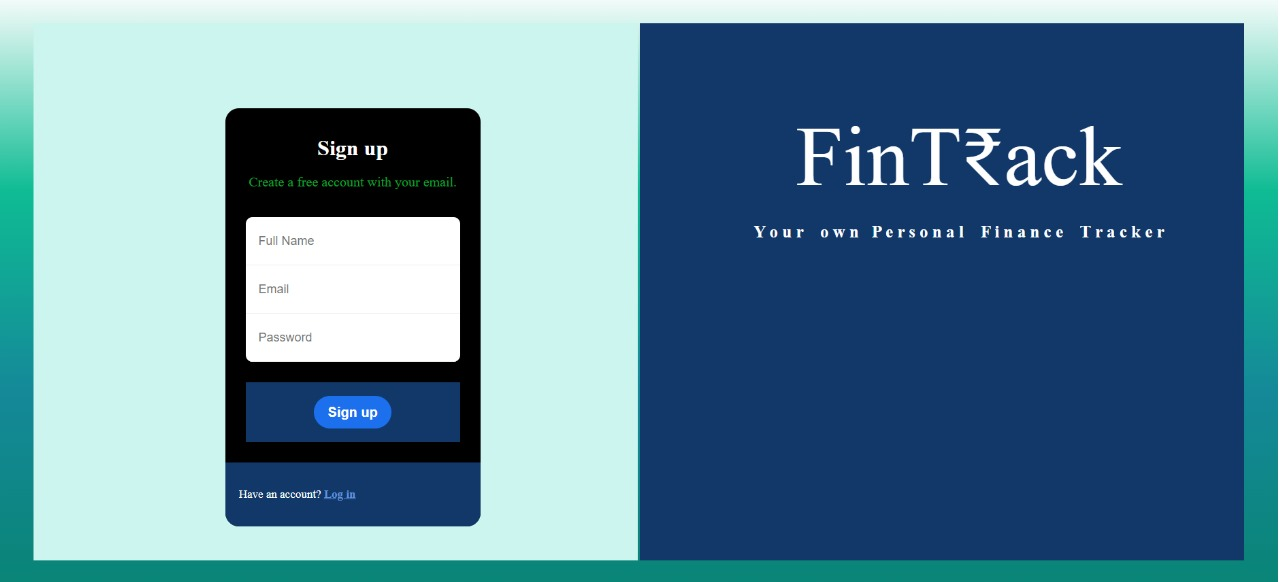 Sign up
Create a free account with your email.
Full Name
Email
Password
Sign up
Have an account? Log in
FinT₹ack
Your own Personal Finance Tracker